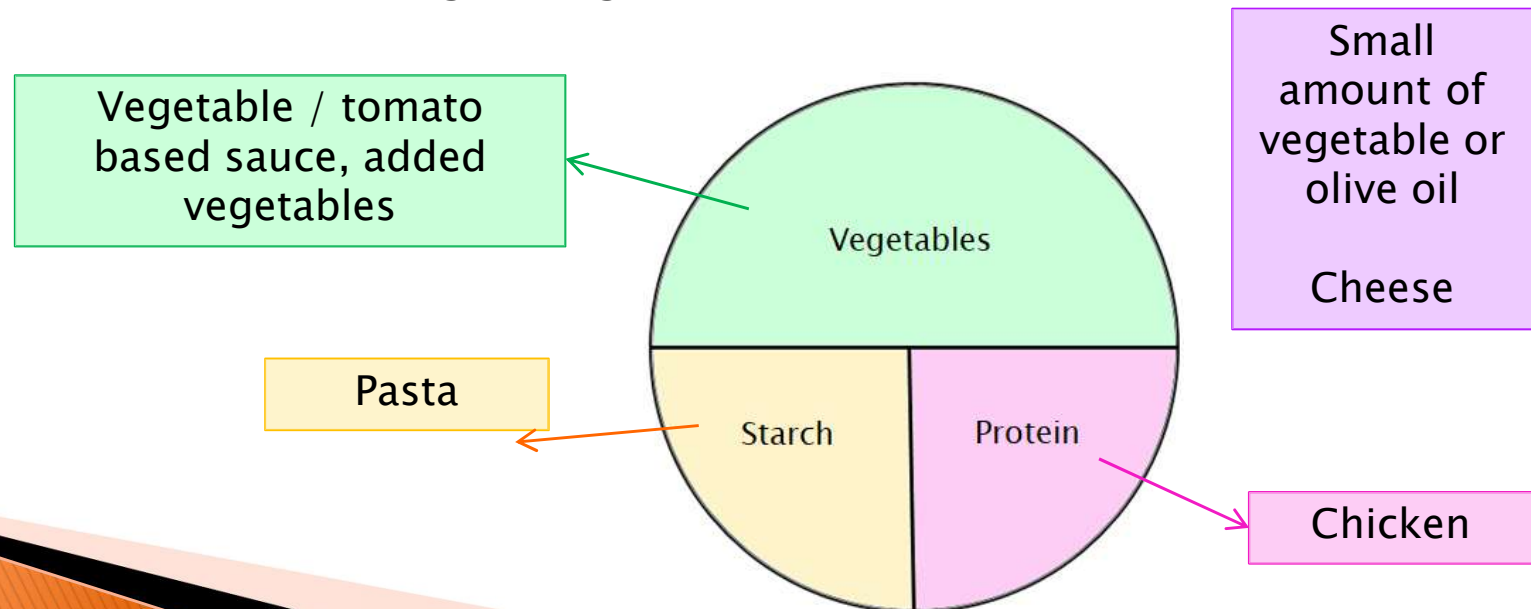 Vegetable / tomato
based sauce, added
vegetables
Small
amount of
vegetable or
olive oil
Cheese
Vegetables
Pasta
Starch
Protein
Chicken